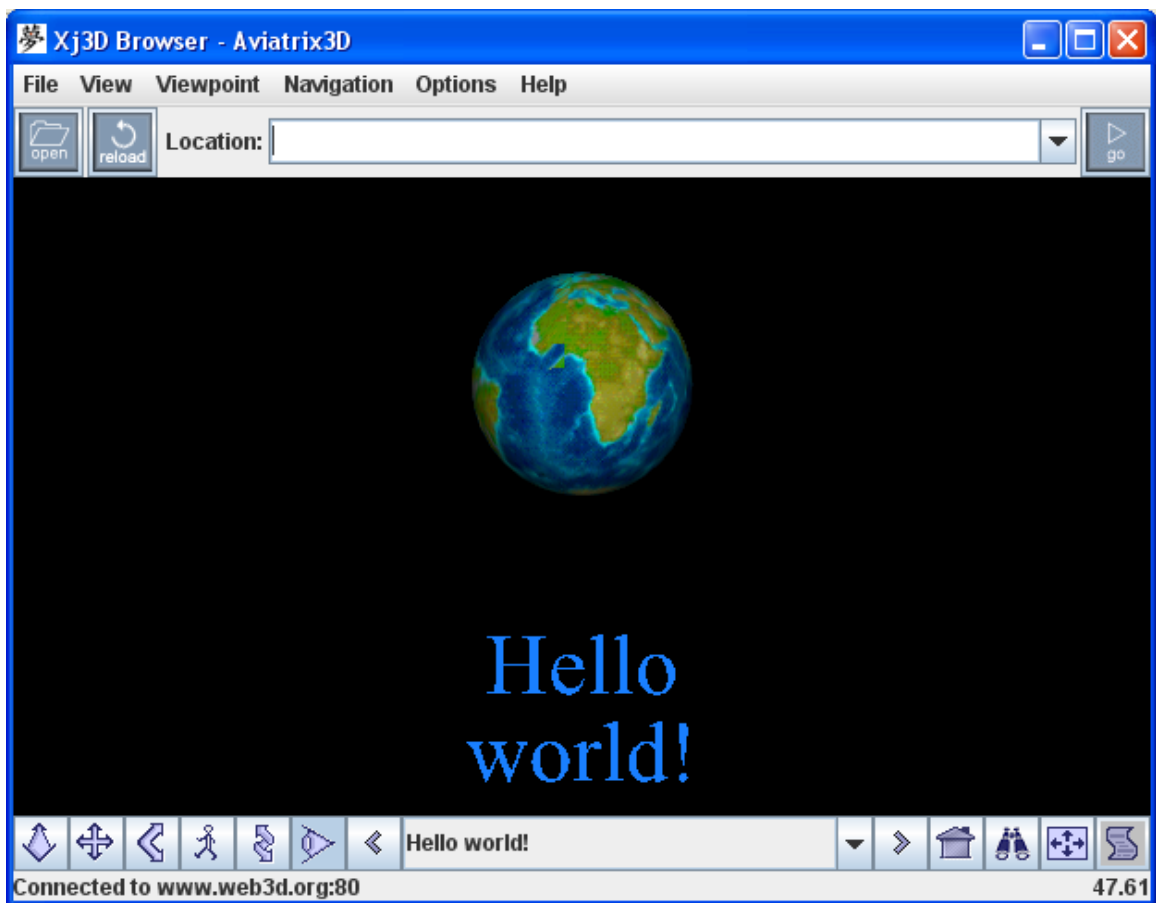 夢 Xj3D Browser - Aviatrix3D
File View Viewpoint Navigation Options Help
open reload Location: go
Hello
world!
Hello world!
Connected to www.web3d.org:80 47.61